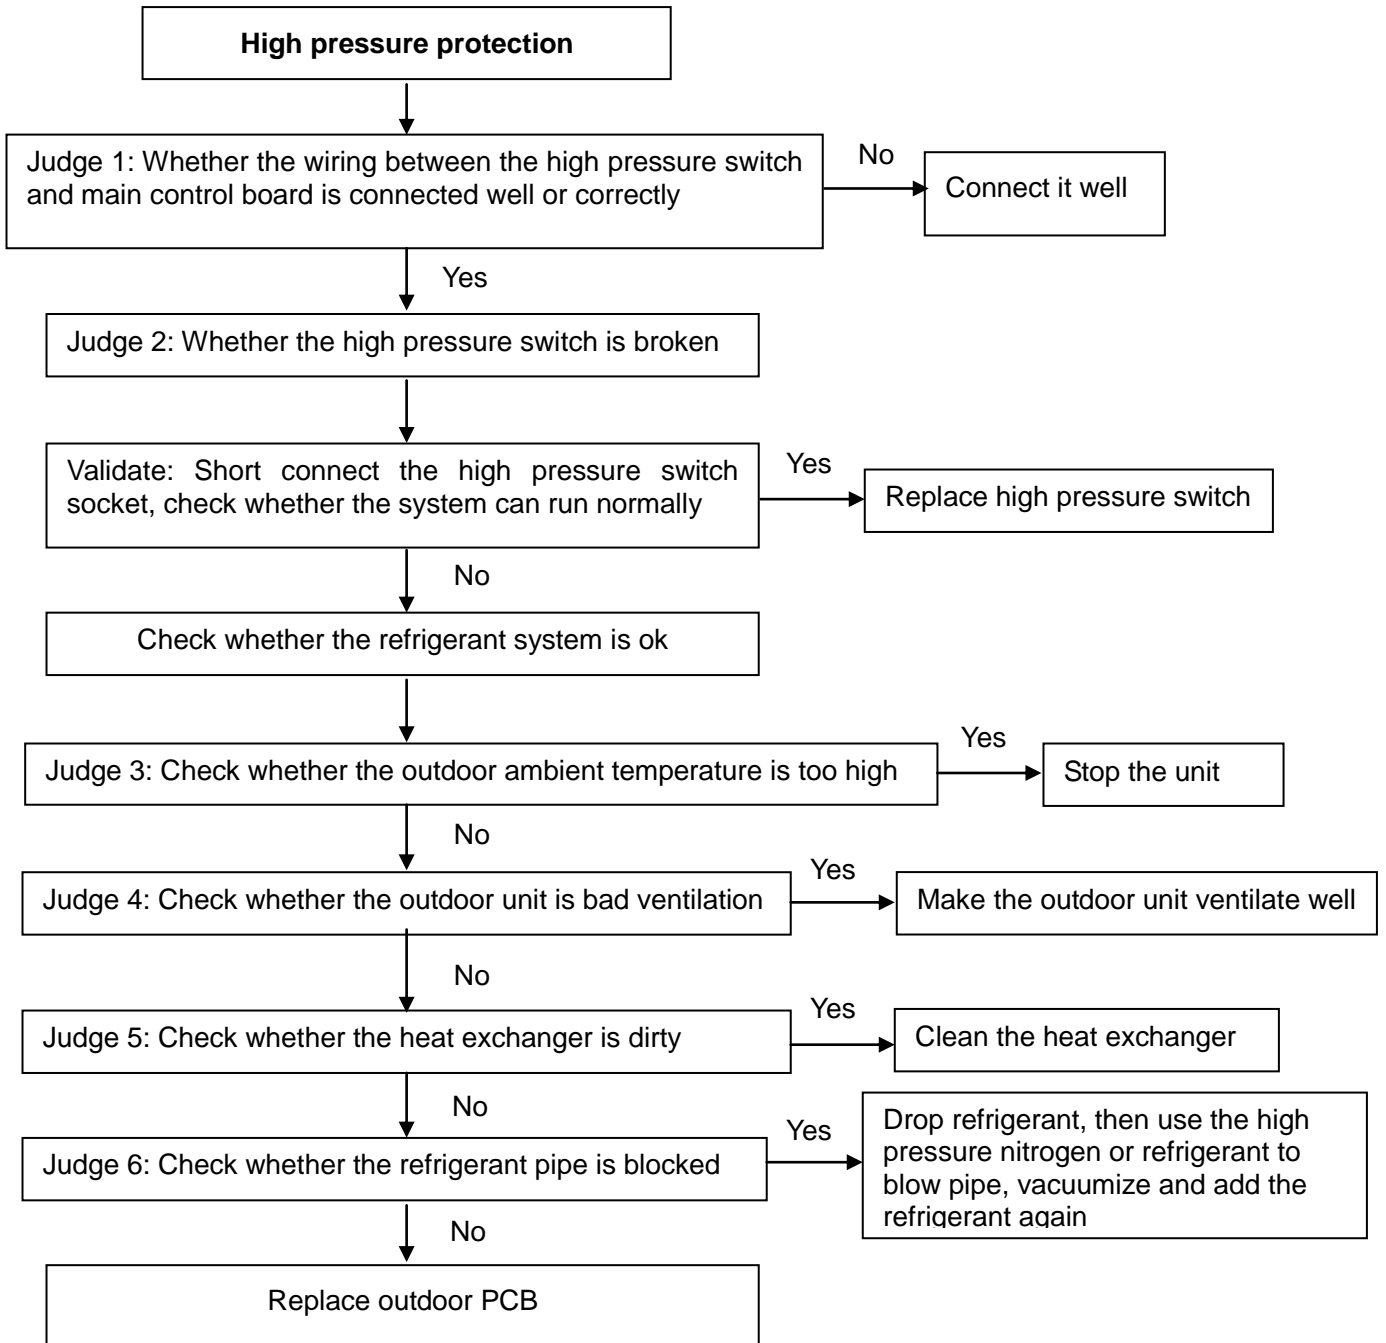 High pressure protection
Judge 1: Whether the wiring between the high pressure switch
and main control board is connected well or correctly
No
Connect it well
Yes
Judge 2: Whether the high pressure switch is broken
Validate: Short connect the high pressure switch
socket, check whether the system can run normally
Yes
Replace high pressure switch
No
Check whether the refrigerant system is ok
Judge 3: Check whether the outdoor ambient temperature is too high
Yes
Stop the unit
No
Judge 4: Check whether the outdoor unit is bad ventilation
Yes
Make the outdoor unit ventilate well
No
Judge 5: Check whether the heat exchanger is dirty
Yes
Clean the heat exchanger
No
Judge 6: Check whether the refrigerant pipe is blocked
Yes
Drop refrigerant, then use the high
pressure nitrogen or refrigerant to
blow pipe, vacuumize and add the
refrigerant again
No
Replace outdoor PCB